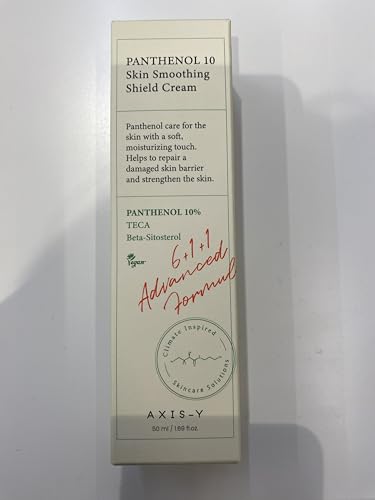 PANTHENOL 10
Skin Smoothing
Shield Cream
Panthenol care for the
skin with a soft,
moisturizing touch.
Helps to repair a
damaged skin barrier
and strengthen the skin.
PANTHENOL 10%
TECA
Beta-Sitosterol
Vegan
6+1+1
Advanced
Formul
Climate Inspired
Skincare Solutions
AXIS-Y
50 ml / 1.69 fl.oz.